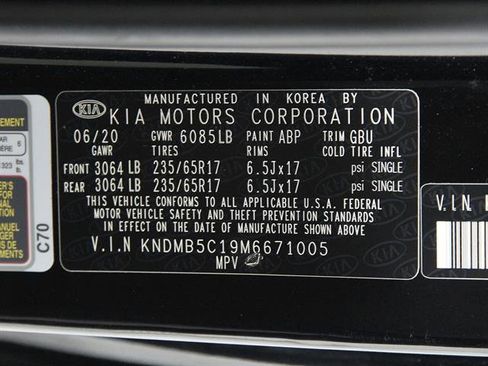 MANUFACTURED IN KOREA BY
KIA KIA MOTORS CORPORATION
06/20 GVWR 6085LB PAINT ABP TRIM GBU
GAWR TIRES RIMS COLD TIRE INFL
FRONT 3064 LB 235/65R17 6.5Jx17 psi SINGLE
REAR 3064 LB 235/65R17 6.5Jx17 psi SINGLE
THIS VEHICLE CONFORMS TO ALL APPLICABLE U.S.A. FEDERAL
MOTOR VEHICLE SAFETY AND THEFT PREVENTION STANDARDS
IN EFFECT ON THE DATE OF MANUFACTURE SHOWN ABOVE
V.I.N KNDMB5C19M6671005
MPV
C70
V.I.N